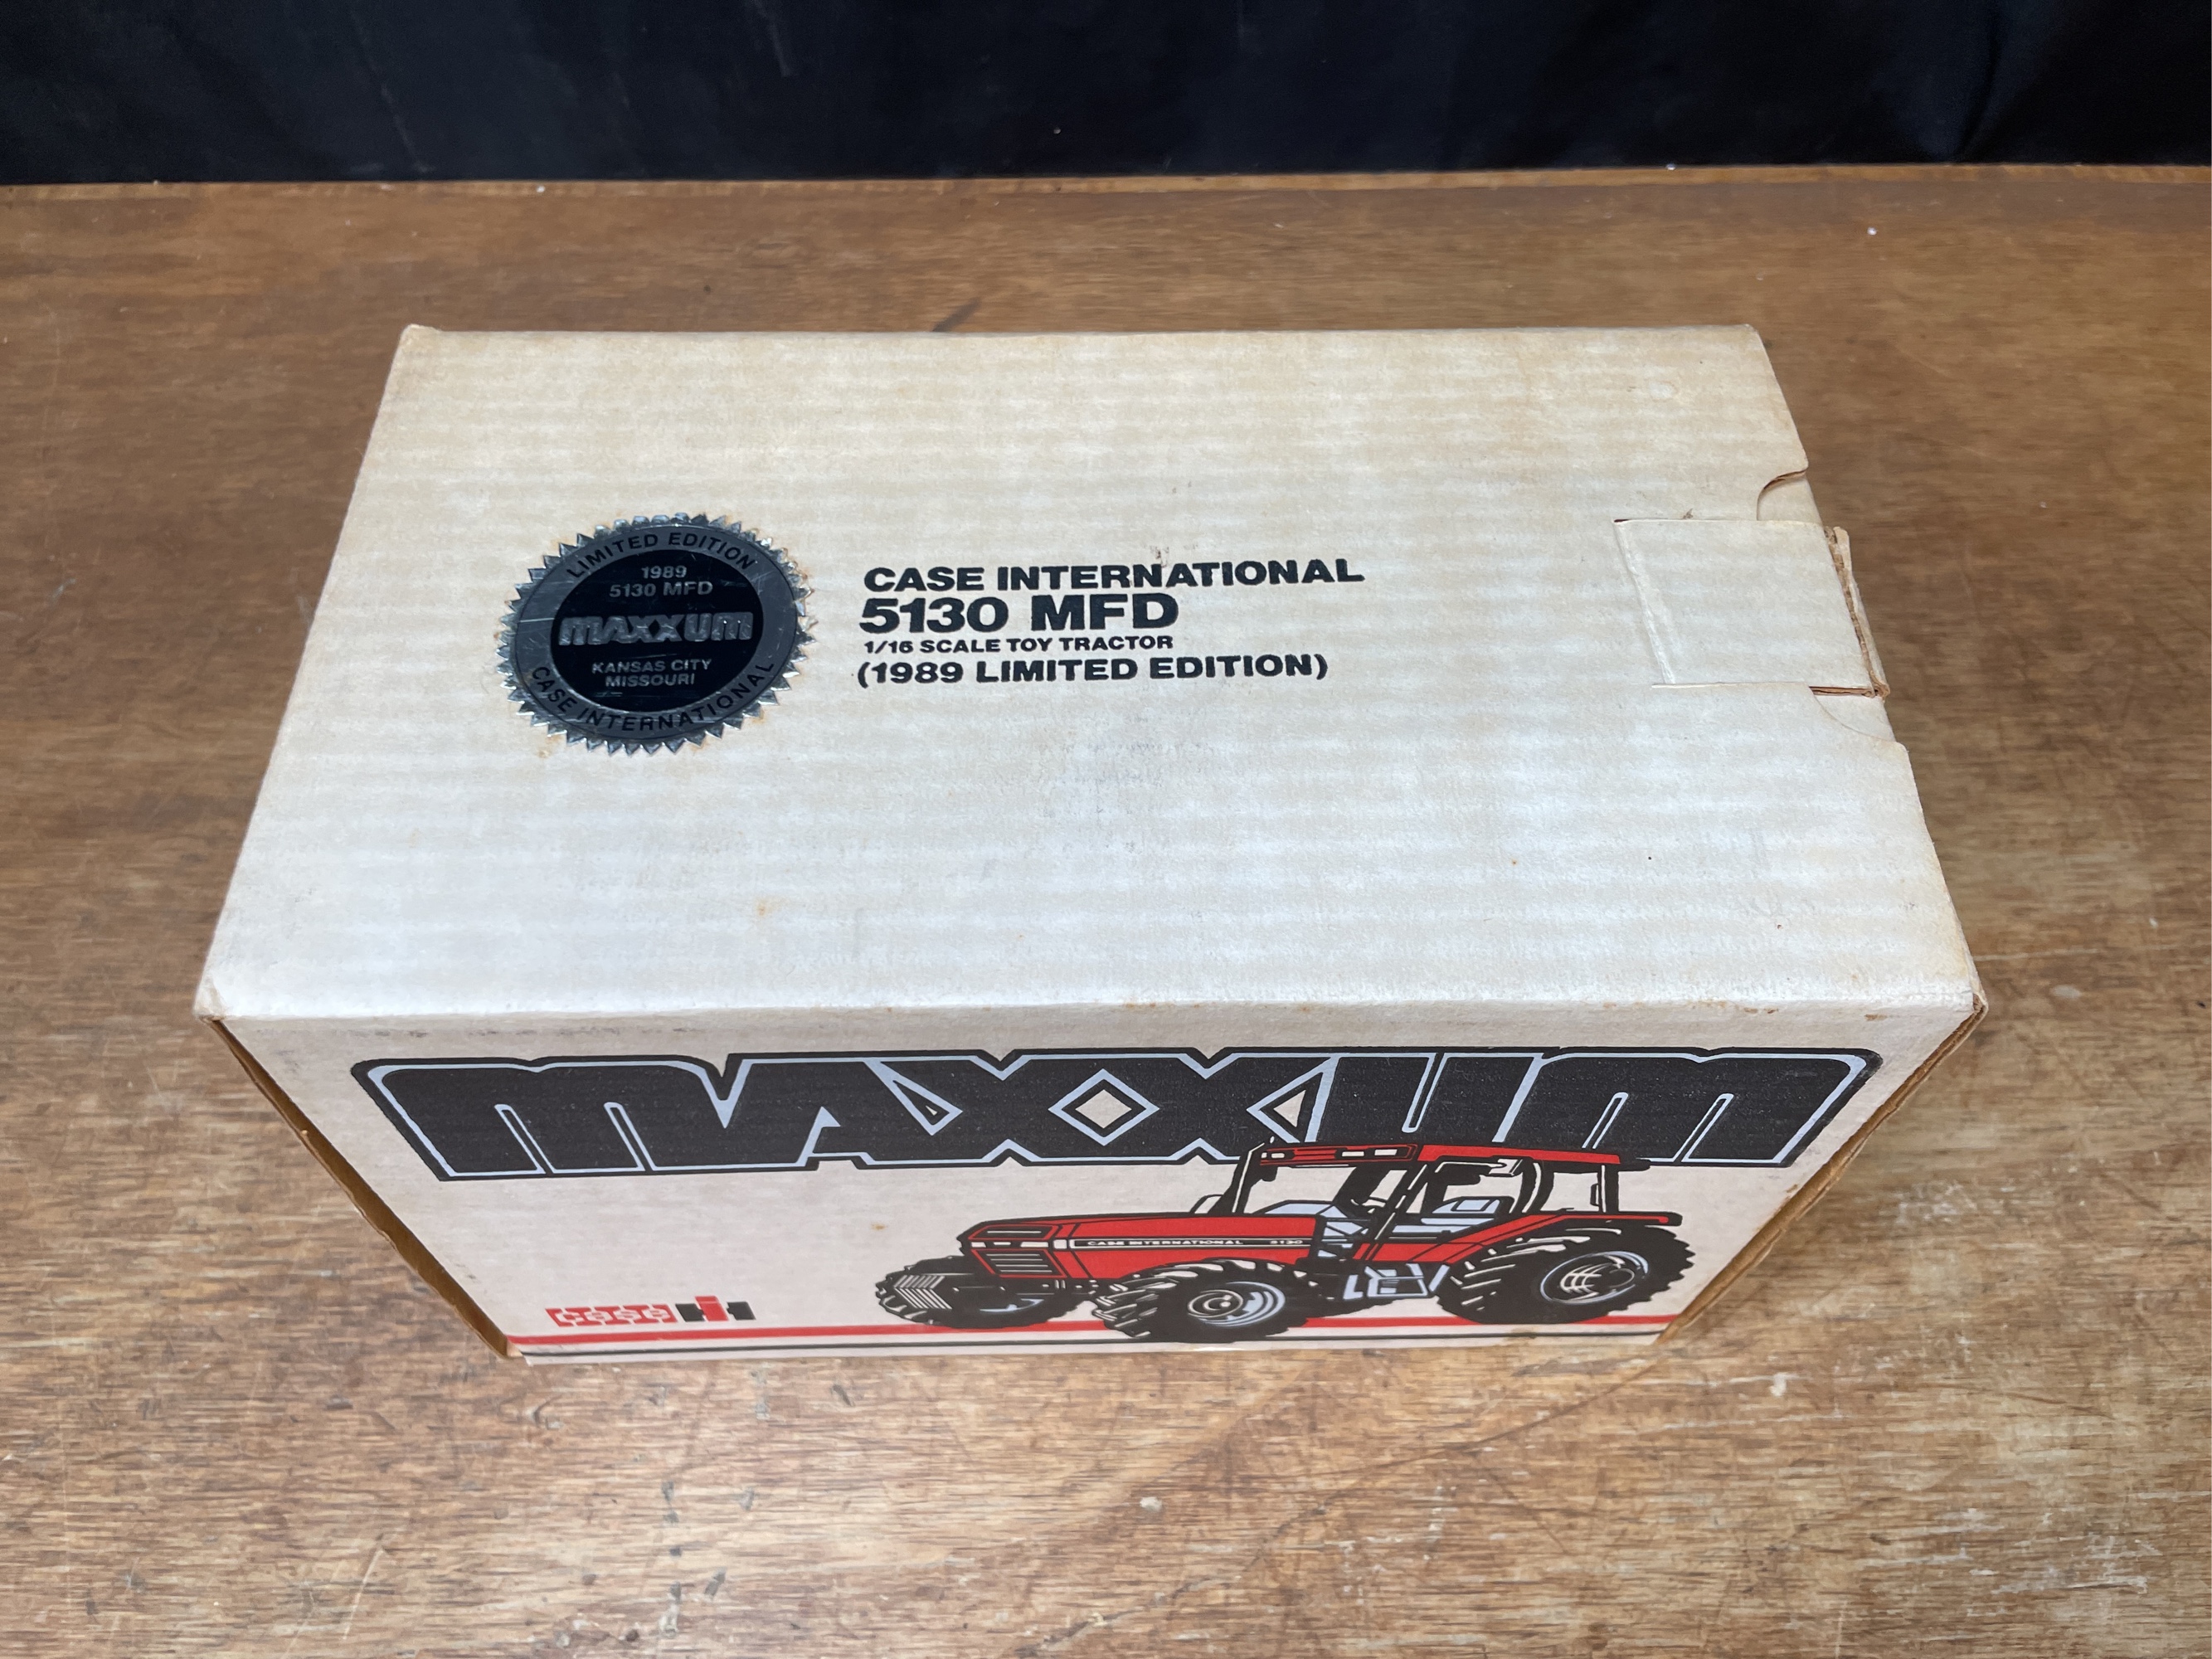 LIMITED EDITION
1989
5130 MFD
MAXXUM
KANSAS CITY
MISSOURI
CASE INTERNATIONAL
CASE INTERNATIONAL
5130 MFD
1/16 SCALE TOY TRACTOR
(1989 LIMITED EDITION)
MAXXUM
CASE INTERNATIONAL 5130
CASE IH